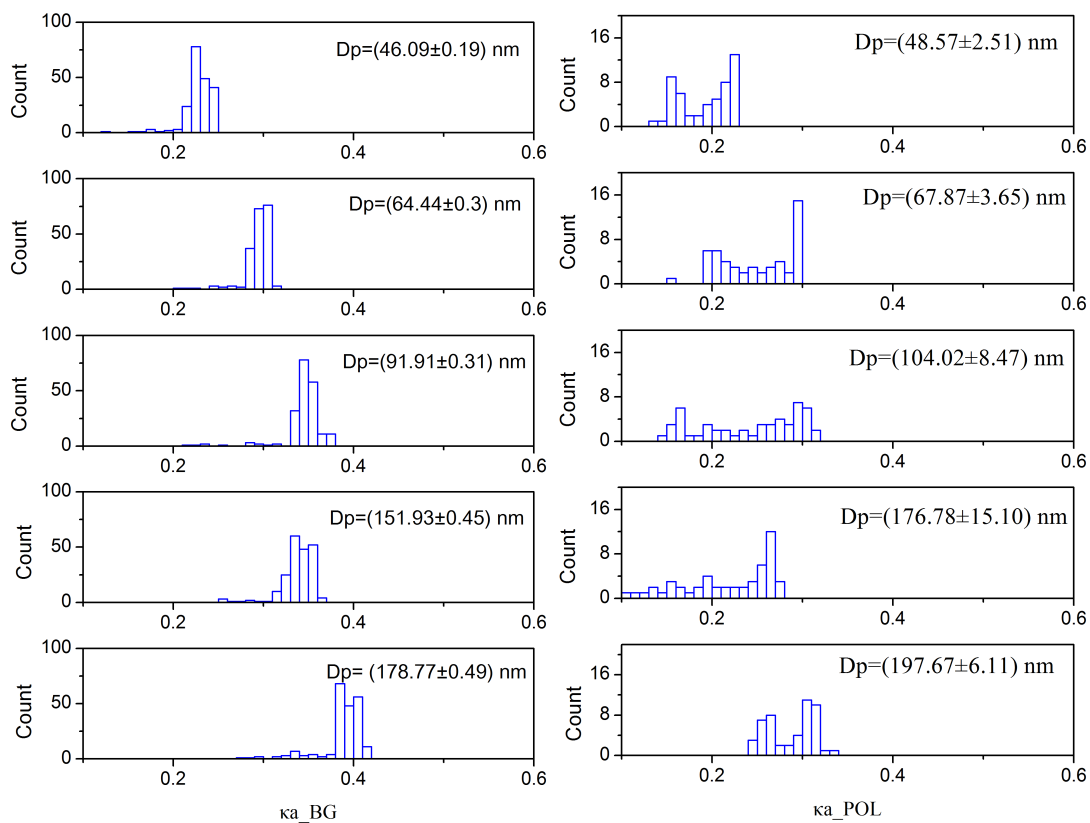 100
50
0
Count
Dp=(46.09±0.19) nm
0.2
0.4
0.6
100
50
0
Count
Dp=(64.44±0.3) nm
0.2
0.4
0.6
100
50
0
Count
Dp=(91.91±0.31) nm
0.2
0.4
0.6
100
50
0
Count
Dp=(151.93±0.45) nm
0.2
0.4
0.6
100
50
0
Count
Dp= (178.77±0.49) nm
0.2
0.4
0.6
κa_BG
16
8
0
Count
Dp=(48.57±2.51) nm
0.2
0.4
0.6
16
8
0
Count
Dp=(67.87±3.65) nm
0.2
0.4
0.6
16
8
0
Count
Dp=(104.02±8.47) nm
0.2
0.4
0.6
16
8
0
Count
Dp=(176.78±15.10) nm
0.2
0.4
0.6
16
8
0
Count
Dp=(197.67±6.11) nm
0.2
0.4
0.6
κa_POL